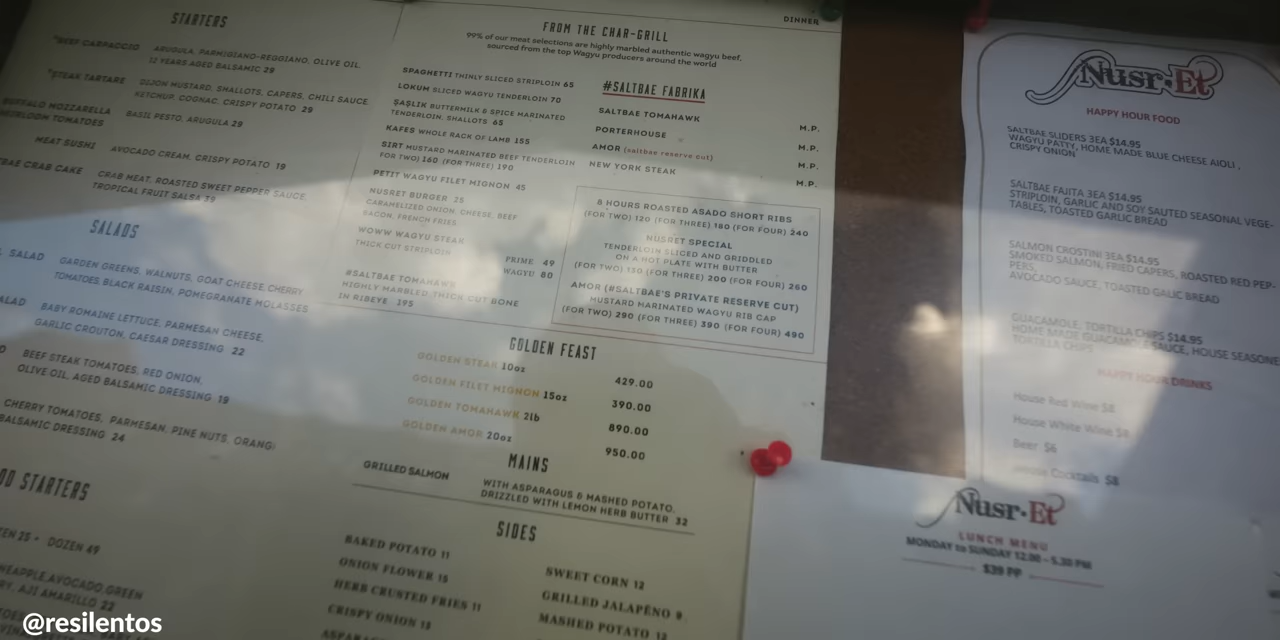 DINNER
STARTERS
*BEEF CARPACCIO ARUGULA, PARMIGIANO-REGGIANO, OLIVE OIL,
12 YEARS AGED BALSAMIC 29
*STEAK TARTARE DIJON MUSTARD, SHALLOTS, CAPERS, CHILI SAUCE
KETCHUP, COGNAC, CRISPY POTATO 29
BUFFALO MOZZARELLA BASIL PESTO, ARUGULA 29
HEIRLOOM TOMATOES
MEAT SUSHI AVOCADO CREAM, CRISPY POTATO 19
BAE CRAB CAKE CRAB MEAT, ROASTED SWEET PEPPER SAUCE,
TROPICAL FRUIT SALSA
SALADS
SALAD GARDEN GREENS, WALNUTS, GOAT CHEESE, CHERRY
TOMATOES, BLACK RAISIN, POMEGRANATE MOLASSES
ALAD BABY ROMAINE LETTUCE, PARMESAN CHEESE,
GARLIC CROUTON, CAESAR DRESSING 22
BEEF STEAK TOMATOES, RED ONION,
OLIVE OIL, AGED BALSAMIC DRESSING 19
CHERRY TOMATOES, PARMESAN, PINE NUTS, ORANG
BALSAMIC DRESSING 24
OD STARTERS
ZEN 25 - DOZEN 49
NEAPPLE, AVOCADO, GREEN
RY, AJI AMARILLO 22
FROM THE CHAR-GRILL
99% of our meat selections are highly marbled authentic wagyu beef,
sourced from the top Wagyu producers around the world
SPAGHETTI THINLY SLICED STRIPLOIN 65
LOKUM SLICED WAGYU TENDERLOIN 70
ŞAŞLIK BUTTERMILK & SPICE MARINATED
TENDERLOIN, SHALLOTS 65
KAFES WHOLE RACK OF LAMB 155
SIRT MUSTARD MARINATED BEEF TENDERLOIN
FOR TWO) 160 (FOR THREE) 190
PETIT WAGYU FILET MIGNON 45
NUSRET BURGER 25
CARAMELIZED ONION, CHEESE, BEEF
BACON, FRENCH FRIES
WOWW WAGYU STEAK
THICK CUT STRIPLOIN
PRIME 49
WAGYU 80
#SALTBAE TOMAHAWK
HIGHLY MARBLED THICK CUT BONE
IN RIBEYE 195
#SALTBAE FABRIKA
SALTBAE TOMAHAWK M.P.
PORTERHOUSE M.P.
AMOR (saltbae reserve cut) M.P.
NEW YORK STEAK M.P.
8 HOURS ROASTED ASADO SHORT RIBS
(FOR TWO) 120 (FOR THREE) 180 (FOR FOUR) 240
NUSRET SPECIAL
TENDERLOIN SLICED AND GRIDDLED
ON A HOT PLATE WITH BUTTER
(FOR TWO) 130 (FOR THREE) 200 (FOR FOUR) 260
AMOR (#SALTBAE'S PRIVATE RESERVE CUT)
MUSTARD MARINATED WAGYU RIB CAP
(FOR TWO) 290 (FOR THREE) 390 (FOR FOUR) 490
GOLDEN FEAST
GOLDEN STEAK 10oz 429.00
GOLDEN FILET MIGNON 15oz 390.00
GOLDEN TOMAHAWK 2lb 890.00
GOLDEN AMOR 20oz 950.00
MAINS
GRILLED SALMON WITH ASPARAGUS & MASHED POTATO,
DRIZZLED WITH LEMON HERB BUTTER 32
SIDES
BAKED POTATO 11
ONION FLOWER 15
HERB CRUSTED FRIES 11
CRISPY ONION 12
ASPARAG
SWEET CORN 12
GRILLED JALAPEÑO 9
MASHED POTATO 12
Nusr-Et
HAPPY HOUR FOOD
SALTBAE SLIDERS 3EA $14.95
WAGYU PATTY, HOME MADE BLUE CHEESE AIOLI ,
CRISPY ONION
SALTBAE FAJITA 3EA $14.95
STRIPLOIN, GARLIC AND SOY SAUTED SEASONAL VEGE-
TABLES, TOASTED GARLIC BREAD
SALMON CROSTINI 3EA $14.95
SMOKED SALMON, FRIED CAPERS, ROASTED RED PEP-
PERS,
AVOCADO SAUCE, TOASTED GALIC BREAD
GUACAMOLE, TORTILLA CHIPS $14.95
HOME MADE GUACAMOLE SAUCE, HOUSE SEASONE
TORTILLA CHIPS
HAPPY HOUR DRINKS
House Red Wine $8
House White Wine $8
Beer $6
Cocktails $8
Nusr-Et
LUNCH MENU
MONDAY to SUNDAY 12.00 - 5.30 PM
$39 PP
@resilentos